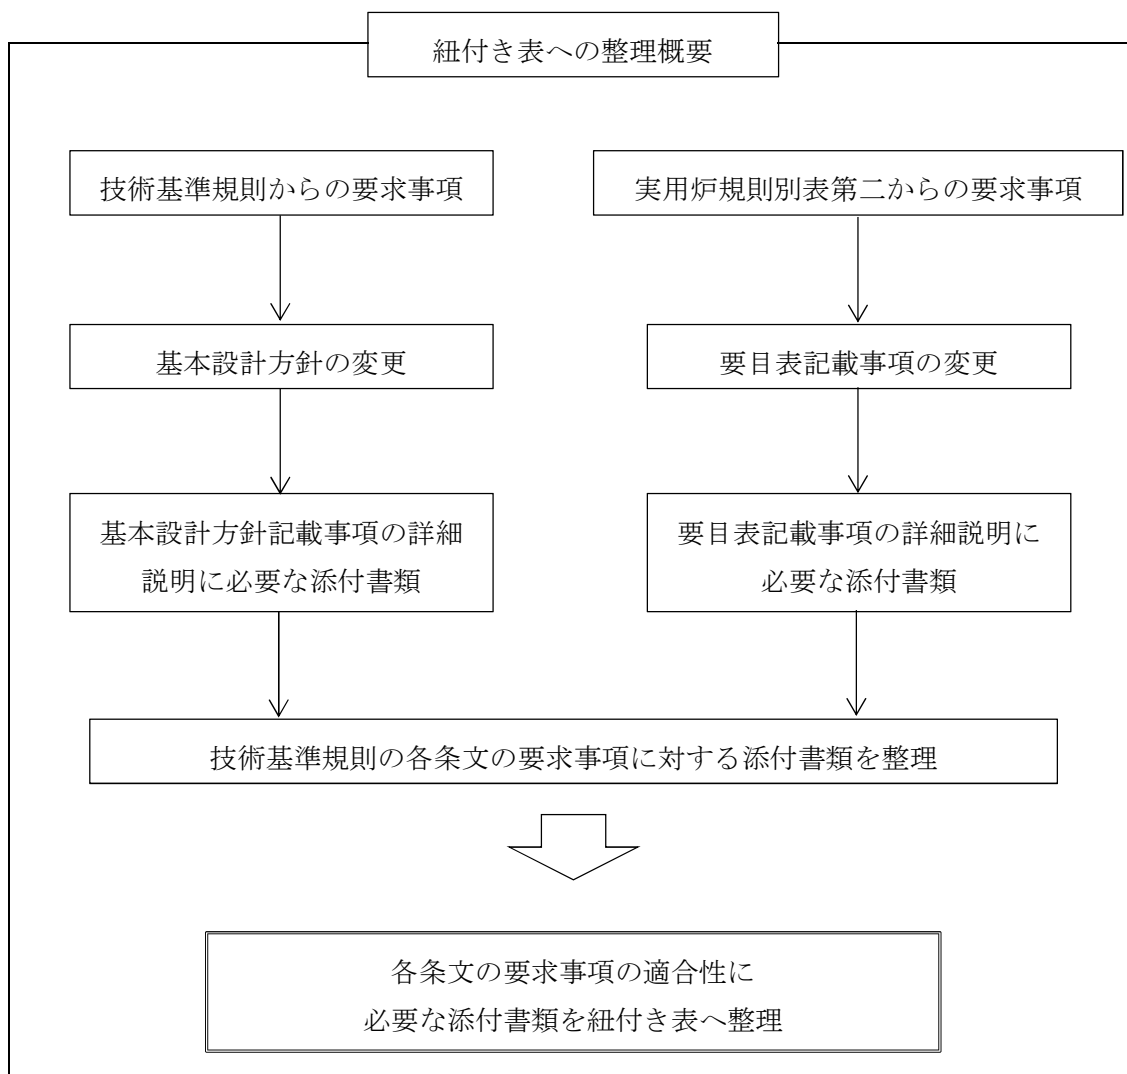 紐付き表への整理概要
技術基準規則からの要求事項
実用炉規則別表第二からの要求事項
基本設計方針の変更
要目表記載事項の変更
基本設計方針記載事項の詳細
説明に必要な添付書類
要目表記載事項の詳細説明に
必要な添付書類
技術基準規則の各条文の要求事項に対する添付書類を整理
各条文の要求事項の適合性に
必要な添付書類を紐付き表へ整理